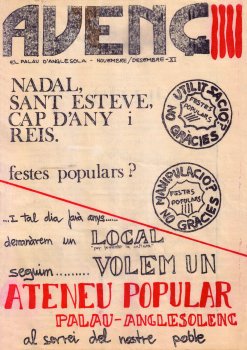 AVENÇ
EL PALAU D'ANGLESOLA - NOVEMBRE/DESEMBRE - XI
NADAL,
SANT ESTEVE,
CAP D'ANY i
REIS.
UTILITSACIÓ?
FESTES
POPULARS
NO GRÀCIES
festes populars?
MANIPULACIÓ?
FESTES
POPULARS
NO GRÀCIES
...I tal dia farà anys......
demanàrem un LOCAL
seguim......... VOLEM UN
ATENEU POPULAR
PALAU-ANGLESOLENC
al servei del nostre poble